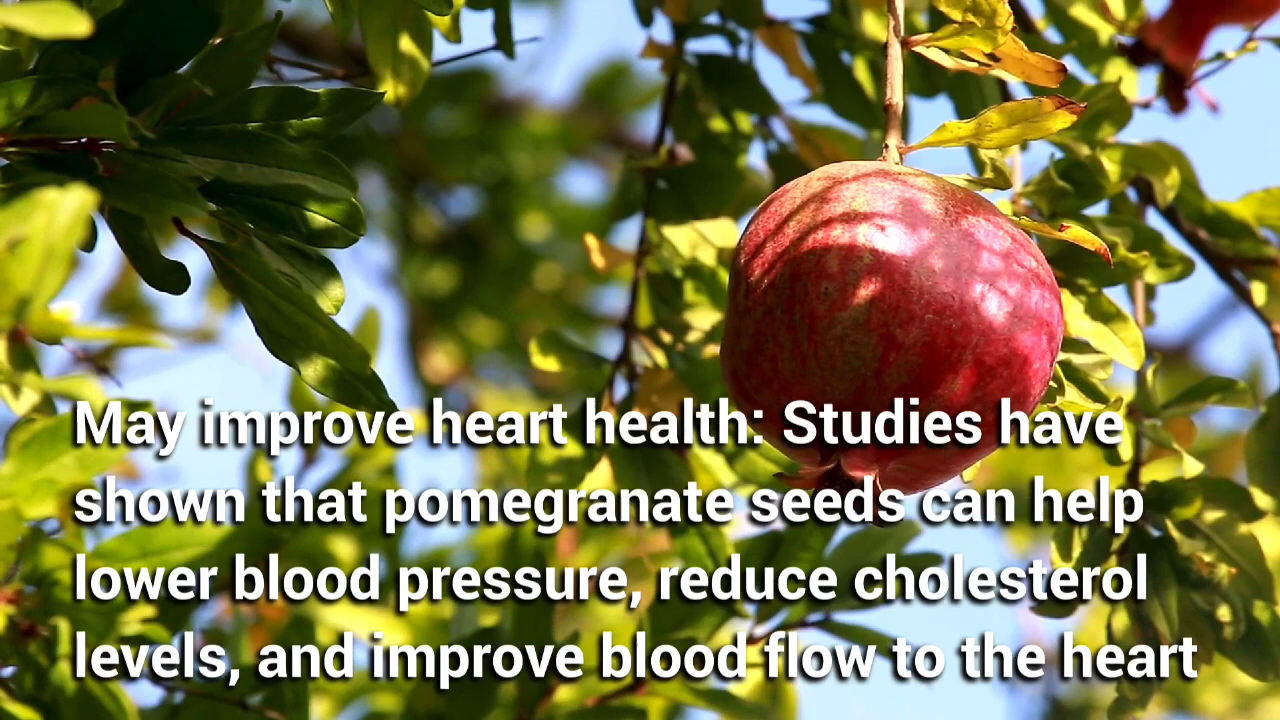 May improve heart health: Studies have
shown that pomegranate seeds can help
lower blood pressure, reduce cholesterol
levels, and improve blood flow to the heart